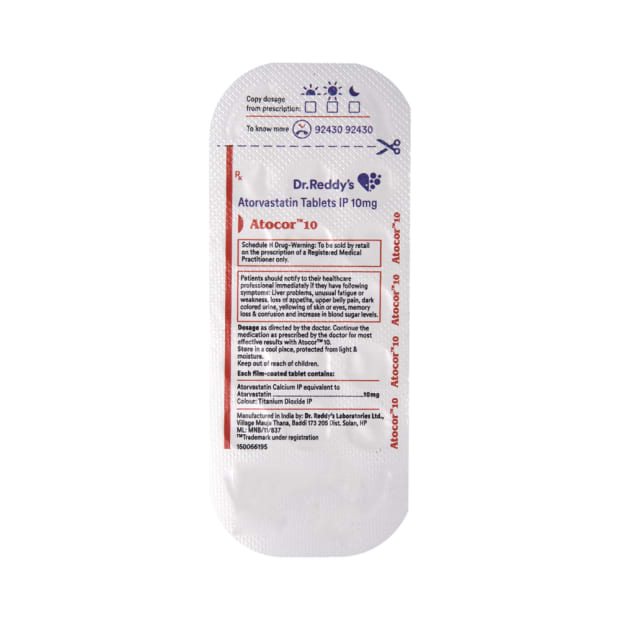 Copy dosage
from prescription:
To know more 92430 92430
Rx
Dr.Reddy's
Atorvastatin Tablets IP 10mg
Atocor™10
Schedule H Drug-Warning: To be sold by retail
on the prescription of a Registered Medical
Practitioner only.
Patients should notify to their healthcare
professional immediately if they have following
symptoms: Liver problems, unusual fatigue or
weakness, loss of appetite, upper belly pain, dark
colored urine, yellowing of skin or eyes, memory
loss & confusion and increase in blood sugar levels.
Dosage as directed by the doctor. Continue the
medication as prescribed by the doctor for most
effective results with Atocor™10.
Store in a cool place, protected from light &
moisture.
Keep out of reach of children.
Each film-coated tablet contains:
Atorvastatin Calcium IP equivalent to
Atorvastatin ........................................10mg
Colour: Titanium Dioxide IP
Manufactured in India by: Dr. Reddy's Laboratories Ltd.,
Village Mauja Thana, Baddi 173 205 Dist. Solan, HP
ML: MNB/11/837
™Trademark under registration
150066195
Atocor™10
Atocor™10
Atocor™10
Atocor™10